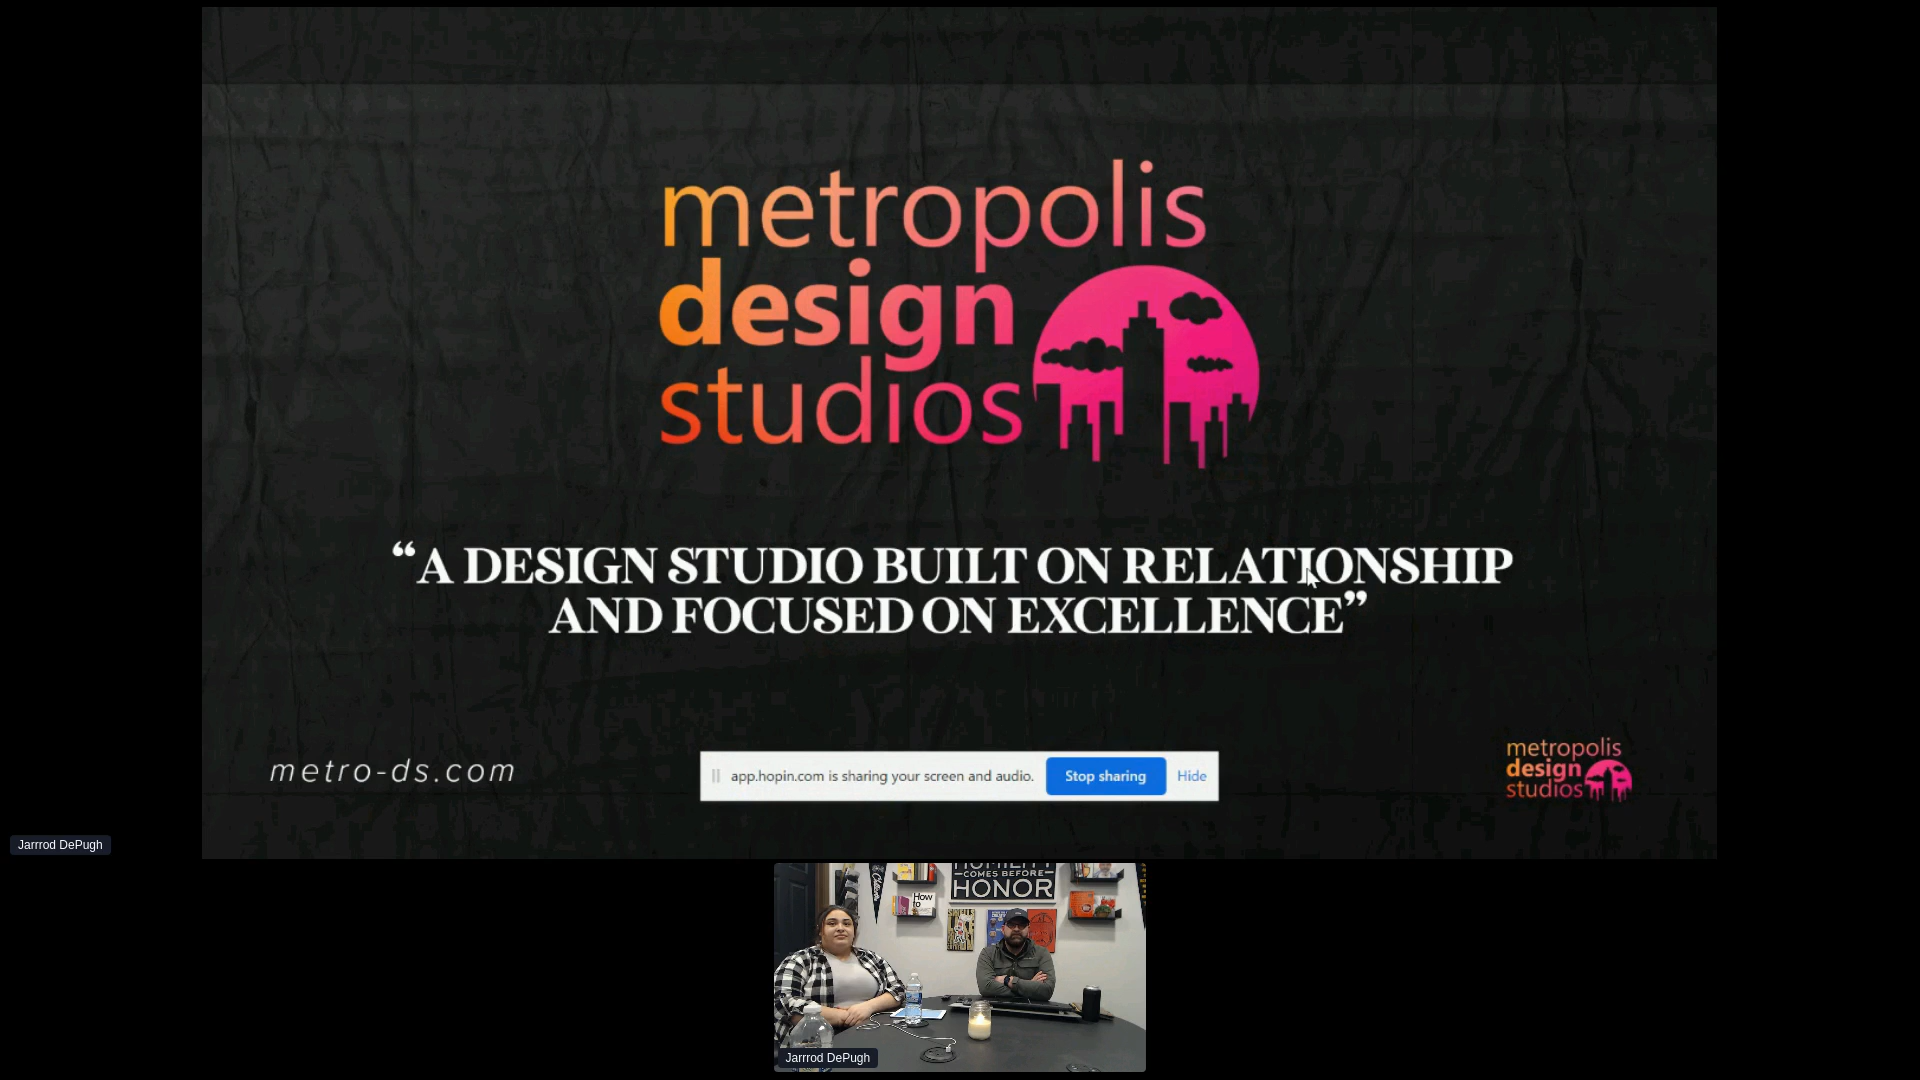 metropolis
design
studios
“A DESIGN STUDIO BUILT ON RELATIONSHIP
AND FOCUSED ON EXCELLENCE”
metro-ds.com
app.hopin.com is sharing your screen and audio.
Stop sharing
Hide
metropolis
design
studios
Jarrrod DePugh
HUMILITY
COMES BEFORE
HONOR
How
to
Jarrrod DePugh